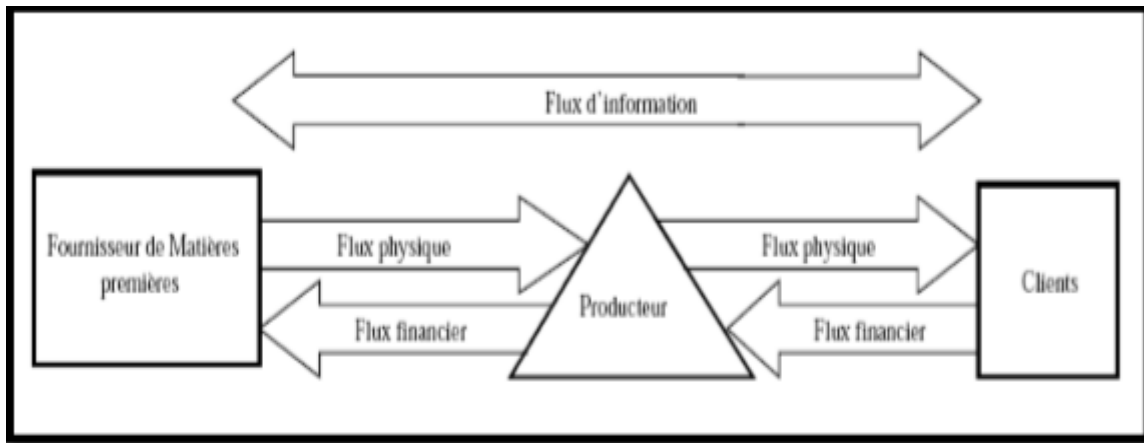 Flux d'information
Fournisseur de Matières
premières
Flux physique
Flux physique
Clients
Producteur
Flux financier
Flux financier